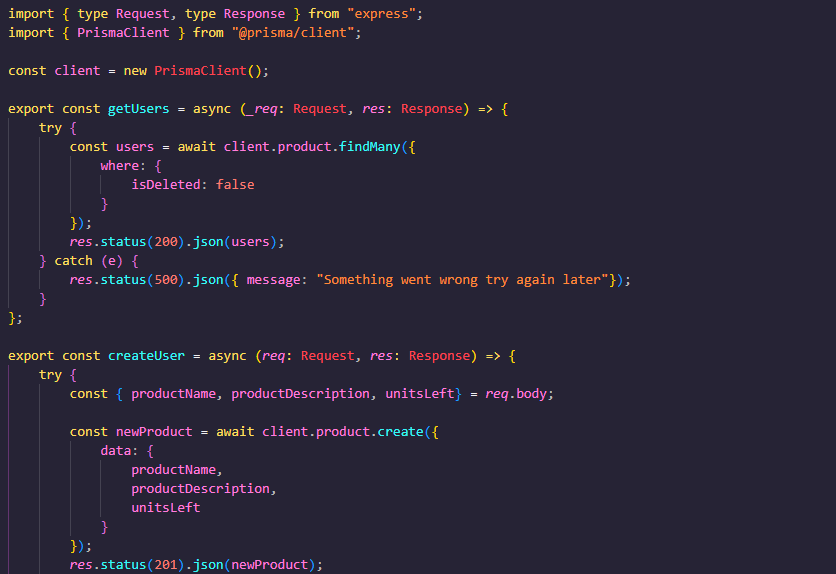 import { type Request, type Response } from "express";
import { PrismaClient } from "@prisma/client";
const client = new PrismaClient();
export const getUsers = async (_req: Request, res: Response) => {
try {
const users = await client.product.findMany({
where: {
isDeleted: false
}
});
res.status(200).json(users);
} catch (e) {
res.status(500).json({ message: "Something went wrong try again later"});
}
};
export const createUser = async (req: Request, res: Response) => {
try {
const { productName, productDescription, unitsLeft} = req.body;
const newProduct = await client.product.create({
data: {
productName,
productDescription,
unitsLeft
}
});
res.status(201).json(newProduct);